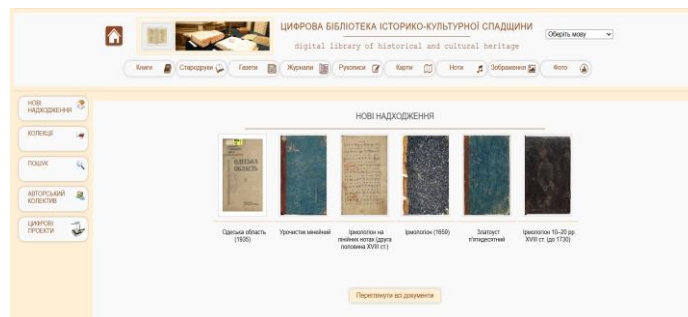 ЦИФРОВА БІБЛІОТЕКА ІСТОРИКО-КУЛЬТУРНОЇ СПАДЩИНИ
digital library of historical and cultural heritage
Оберіть мову
Книги Стародруки Газети Журнали Рукописи Карти Ноти Зображення Фото
НОВІ НАДХОДЖЕННЯ
КОЛЕКЦІЇ
ПОШУК
АВТОРСЬКИЙ КОЛЕКТИВ
ЦИФРОВІ ПРОЕКТИ
НОВІ НАДХОДЖЕННЯ
ОДЕСЬКА
ОБЛАСТЬ
Одеська область (1935)
Урочистик минейний
Ірмологіон на лінійних нотах (друга половина XVIII ст.)
Ірмологіон (1659)
Златоуст п'ятидесятний
Ірмологіон 10–20 рр. XVIII ст. (до 1730)
Переглянути всі документи